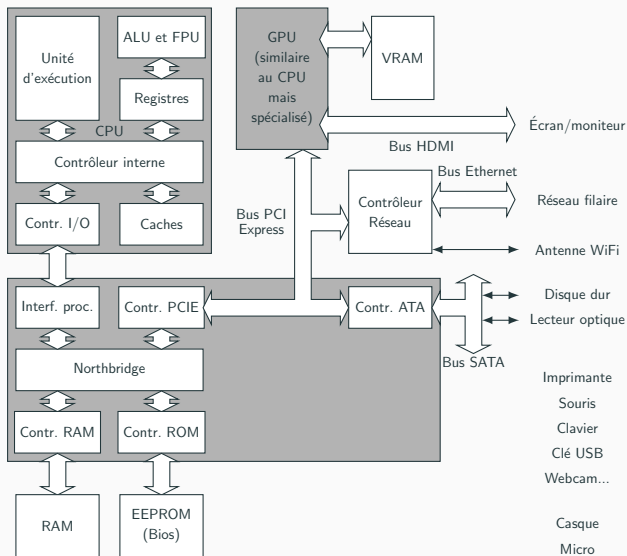 Unité
d'exécution
ALU et FPU
Registres
CPU
Contrôleur interne
Contr. I/O
Caches
GPU
(similaire
au CPU
mais
spécialisé)
VRAM
Bus HDMI
Écran/moniteur
Bus PCI
Express
Contrôleur
Réseau
Bus Ethernet
Réseau filaire
Antenne WiFi
Interf. proc.
Contr. PCIE
Contr. ATA
Disque dur
Lecteur optique
Bus SATA
Northbridge
Contr. RAM
Contr. ROM
RAM
EEPROM
(Bios)
Imprimante
Souris
Clavier
Clé USB
Webcam...
Casque
Micro